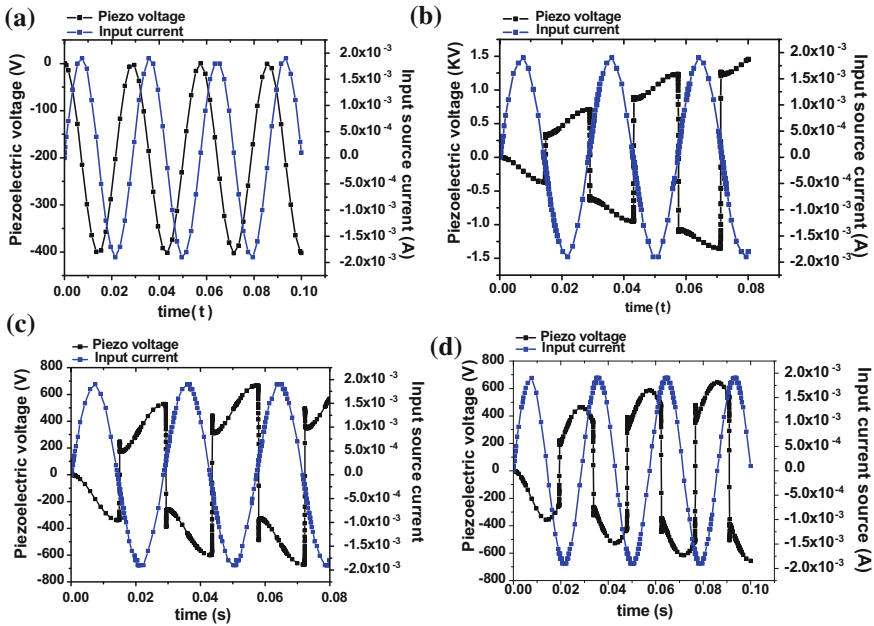 (a)
Piezo voltage
Input current
Piezoelectric voltage (V)
0
-100
-200
-300
-400
2.0x10⁻³
1.5x10⁻³
1.0x10⁻³
5.0x10⁻⁴
0.0
-5.0x10⁻⁴
-1.0x10⁻³
-1.5x10⁻³
-2.0x10⁻³
Input source current (A)
0.00 0.02 0.04 0.06 0.08 0.10
time(t)
(b)
Piezo voltage
Input current
Piezoelectric voltage (KV)
1.5
1.0
0.5
0.0
-0.5
-1.0
-1.5
2.0x10⁻³
1.5x10⁻³
1.0x10⁻³
5.0x10⁻⁴
0.0
-5.0x10⁻⁴
-1.0x10⁻³
-1.5x10⁻³
-2.0x10⁻³
Input source current (A)
0.00 0.02 0.04 0.06 0.08
time (t)
(c)
Piezo voltage
Input current
Piezoelectric voltage (V)
800
600
400
200
0
-200
-400
-600
-800
2.0x10⁻³
1.5x10⁻³
1.0x10⁻³
5.0x10⁻⁴
0.0
-5.0x10⁻⁴
-1.0x10⁻³
-1.5x10⁻³
-2.0x10⁻³
Input source current
0.00 0.02 0.04 0.06 0.08
time (s)
(d)
Piezo voltage
Input current
Piezoelectric voltage (V)
800
600
400
200
0
-200
-400
-600
-800
2.0x10⁻³
1.5x10⁻³
1.0x10⁻³
5.0x10⁻⁴
0.0
-5.0x10⁻⁴
-1.0x10⁻³
-1.5x10⁻³
-2.0x10⁻³
Input current source (A)
0.00 0.02 0.04 0.06 0.08 0.10
time (s)